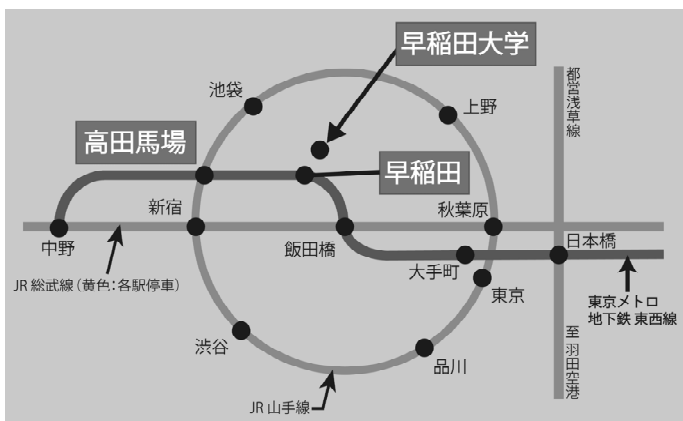 早稲田大学
池袋
上野
都営浅草線
高田馬場
早稲田
新宿
秋葉原
中野
飯田橋
日本橋
JR 総武線(黄色:各駅停車)
大手町
東京
東京メトロ
地下鉄 東西線
渋谷
品川
至 羽田空港
JR 山手線